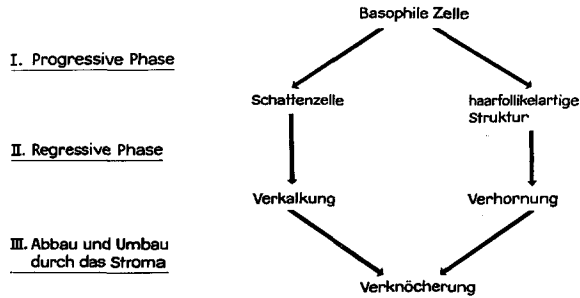 Basophile Zelle
I. Progressive Phase
Schattenzelle
haarfollikelartige
Struktur
II. Regressive Phase
Verkalkung
Verhornung
III. Abbau und Umbau
durch das Stroma
Verknöcherung